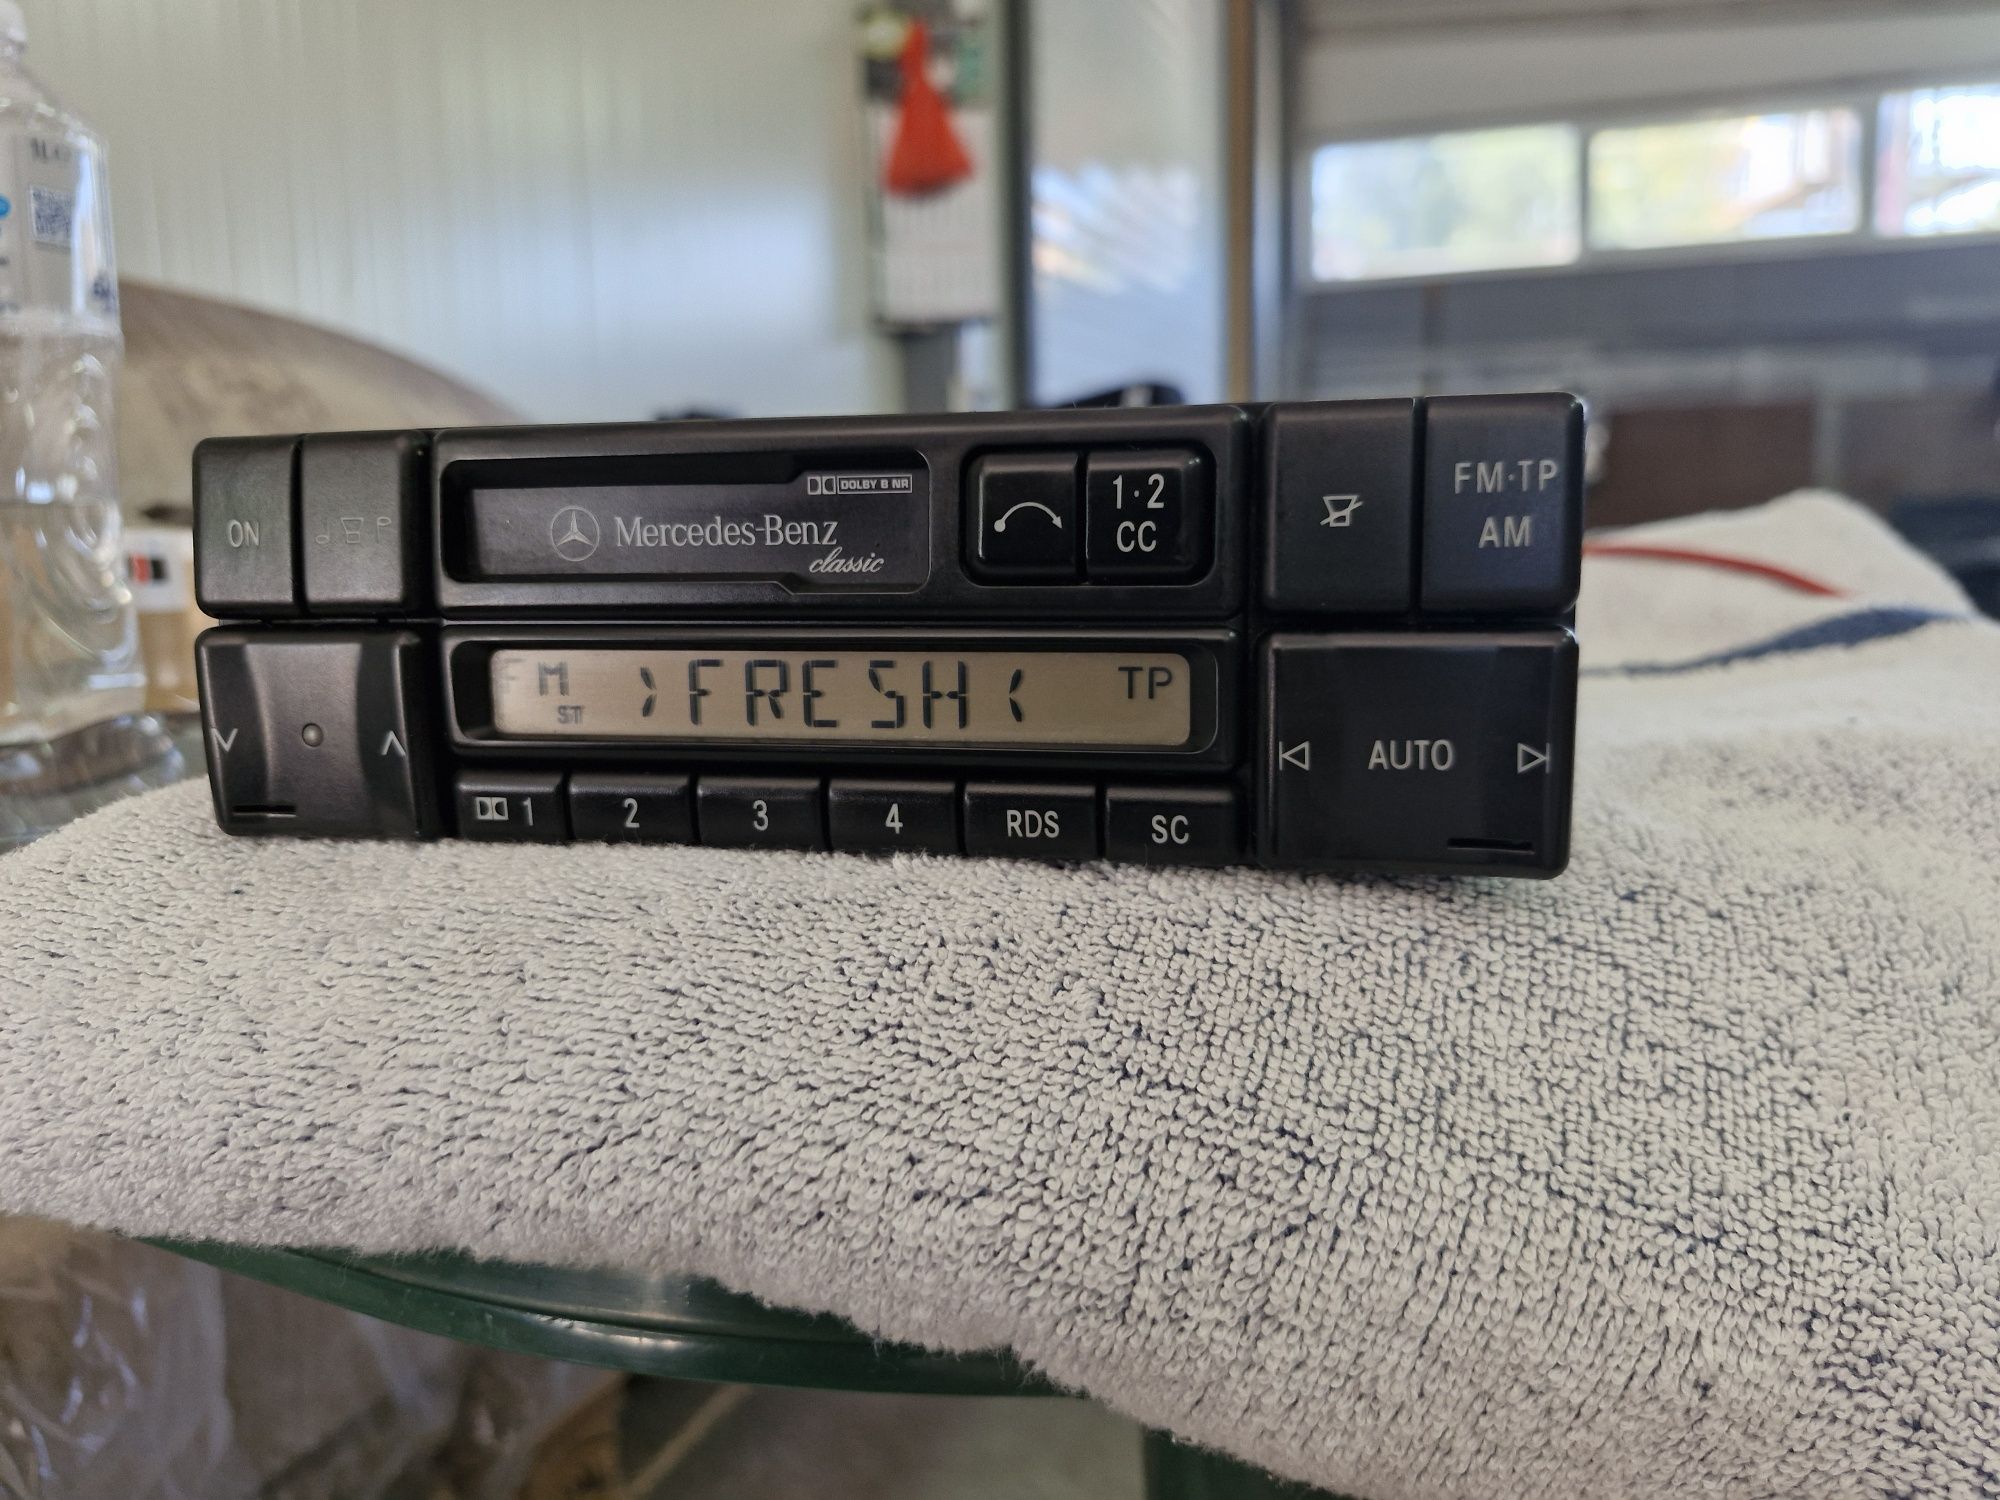 ON
DOLBY B NR
Mercedes-Benz
classic
1·2
CC
FM·TP
AM
FM
ST
>FRESH<
TP
AUTO
1
2
3
4
RDS
SC